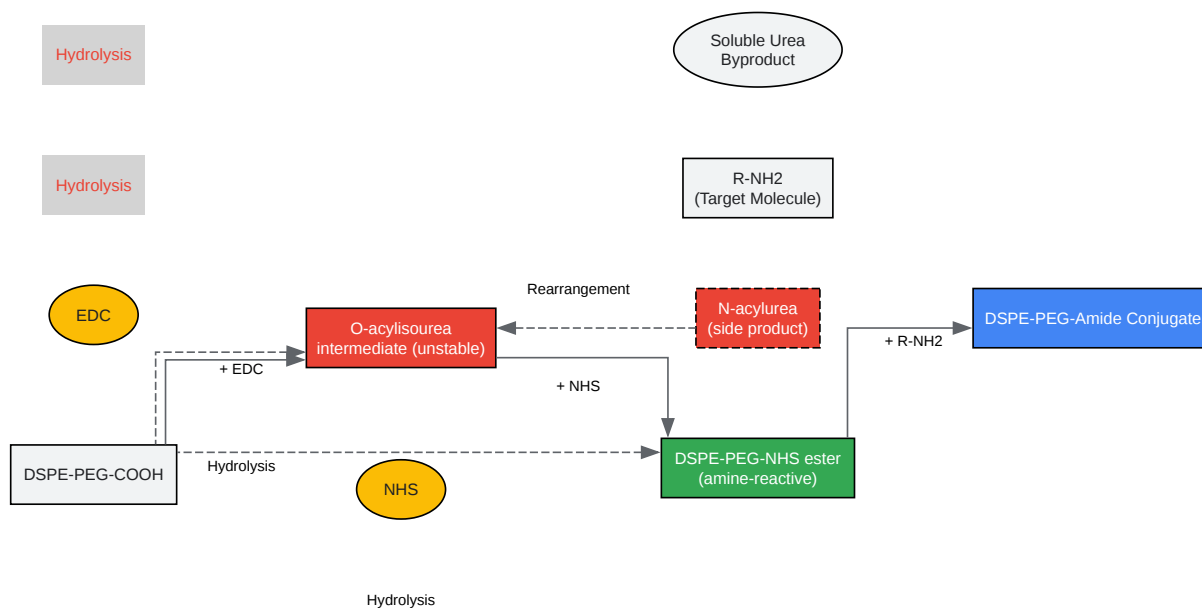 Hydrolysis
Soluble Urea
Byproduct
Hydrolysis
R-NH2
(Target Molecule)
EDC
Rearrangement
N-acylurea
(side product)
DSPE-PEG-Amide Conjugate
O-acylisourea
intermediate (unstable)
+ EDC
+ R-NH2
+ NHS
DSPE-PEG-COOH
Hydrolysis
NHS
DSPE-PEG-NHS ester
(amine-reactive)
Hydrolysis